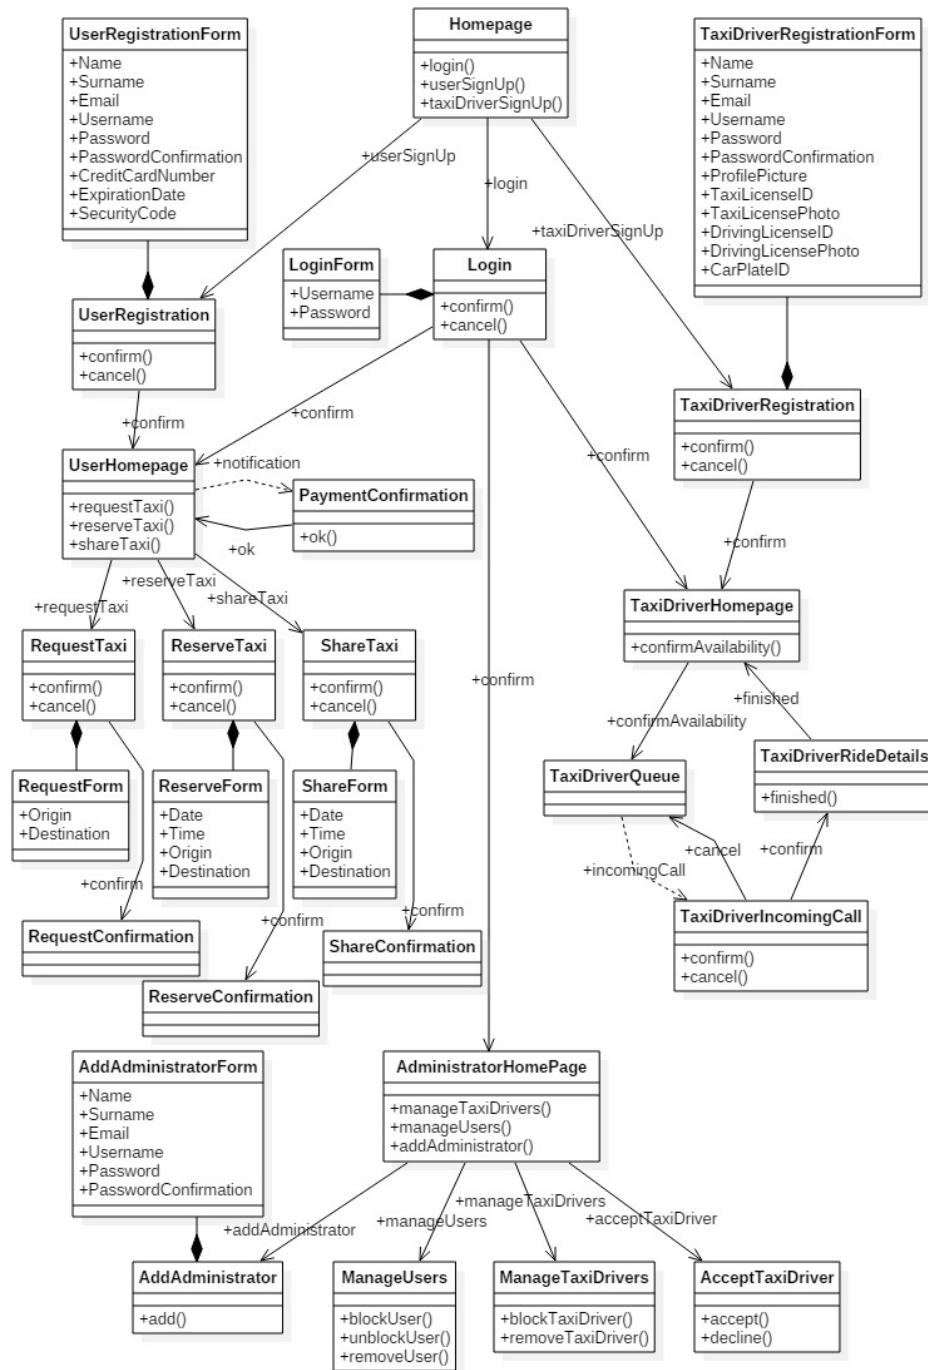 UserRegistrationForm
+Name
+Surname
+Email
+Username
+Password
+PasswordConfirmation
+CreditCardNumber
+ExpirationDate
+SecurityCode
Homepage
+login()
+userSignUp()
+taxiDriverSignUp()
TaxiDriverRegistrationForm
+Name
+Surname
+Email
+Username
+Password
+PasswordConfirmation
+ProfilePicture
+TaxiLicenseID
+TaxiLicensePhoto
+DrivingLicenseID
+DrivingLicensePhoto
+CarPlateID
+userSignUp
+login
+taxiDriverSignUp
LoginForm
+Username
+Password
Login
+confirm()
+cancel()
UserRegistration
+confirm()
+cancel()
TaxiDriverRegistration
+confirm()
+cancel()
+confirm
+confirm
+confirm
+confirm
UserHomepage
+requestTaxi()
+reserveTaxi()
+shareTaxi()
+notification
PaymentConfirmation
+ok()
+ok
+requestTaxi
+reserveTaxi
+shareTaxi
TaxiDriverHomepage
+confirmAvailability()
RequestTaxi
+confirm()
+cancel()
ReserveTaxi
+confirm()
+cancel()
ShareTaxi
+confirm()
+cancel()
+confirm
+confirmAvailability
+finished
TaxiDriverQueue
TaxiDriverRideDetails
+finished()
RequestForm
+Origin
+Destination
ReserveForm
+Date
+Time
+Origin
+Destination
ShareForm
+Date
+Time
+Origin
+Destination
+incomingCall
+cancel
+confirm
+confirm
+confirm
+confirm
TaxiDriverIncomingCall
+confirm()
+cancel()
RequestConfirmation
ReserveConfirmation
ShareConfirmation
AddAdministratorForm
+Name
+Surname
+Email
+Username
+Password
+PasswordConfirmation
AdministratorHomePage
+manageTaxiDrivers()
+manageUsers()
+addAdministrator()
+addAdministrator
+manageUsers
+manageTaxiDrivers
+acceptTaxiDriver
AddAdministrator
+add()
ManageUsers
+blockUser()
+unblockUser()
+removeUser()
ManageTaxiDrivers
+blockTaxiDriver()
+removeTaxiDriver()
AcceptTaxiDriver
+accept()
+decline()